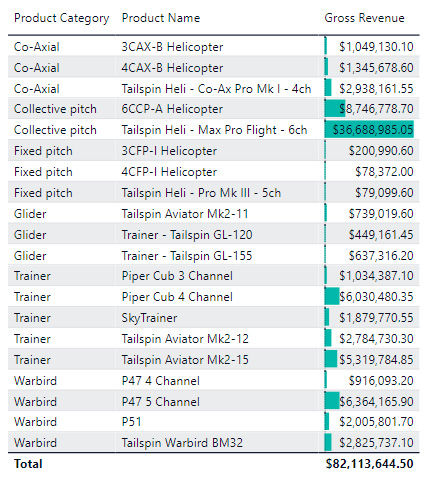 Product Category Product Name Gross Revenue
Co-Axial 3CAX-B Helicopter $1,049,130.10
Co-Axial 4CAX-B Helicopter $1,345,678.60
Co-Axial Tailspin Heli - Co-Ax Pro Mk I - 4ch $2,938,161.55
Collective pitch 6CCP-A Helicopter $8,746,778.70
Collective pitch Tailspin Heli - Max Pro Flight - 6ch $36,688,985.05
Fixed pitch 3CFP-I Helicopter $200,990.60
Fixed pitch 4CFP-I Helicopter $78,372.00
Fixed pitch Tailspin Heli - Pro Mk III - 5ch $79,099.60
Glider Tailspin Aviator Mk2-11 $739,019.60
Glider Trainer - Tailspin GL-120 $449,161.45
Glider Trainer - Tailspin GL-155 $637,316.20
Trainer Piper Cub 3 Channel $1,034,387.10
Trainer Piper Cub 4 Channel $6,030,480.35
Trainer SkyTrainer $1,879,770.55
Trainer Tailspin Aviator Mk2-12 $2,784,730.30
Trainer Tailspin Aviator Mk2-15 $5,319,784.85
Warbird P47 4 Channel $916,093.20
Warbird P47 5 Channel $6,364,165.90
Warbird P51 $2,005,801.70
Warbird Tailspin Warbird BM32 $2,825,737.10
Total $82,113,644.50